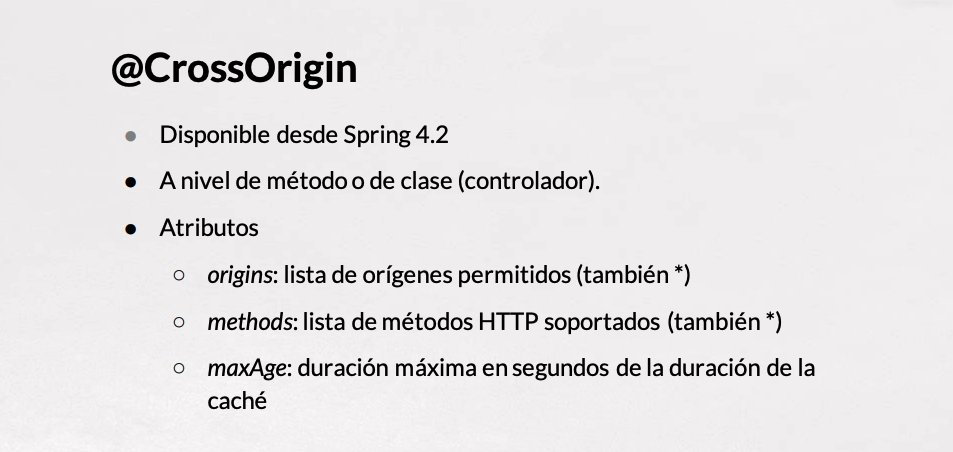 @CrossOrigin
● Disponible desde Spring 4.2
● A nivel de método o de clase (controlador).
● Atributos
○ origins: lista de orígenes permitidos (también *)
○ methods: lista de métodos HTTP soportados (también *)
○ maxAge: duración máxima en segundos de la duración de la
caché